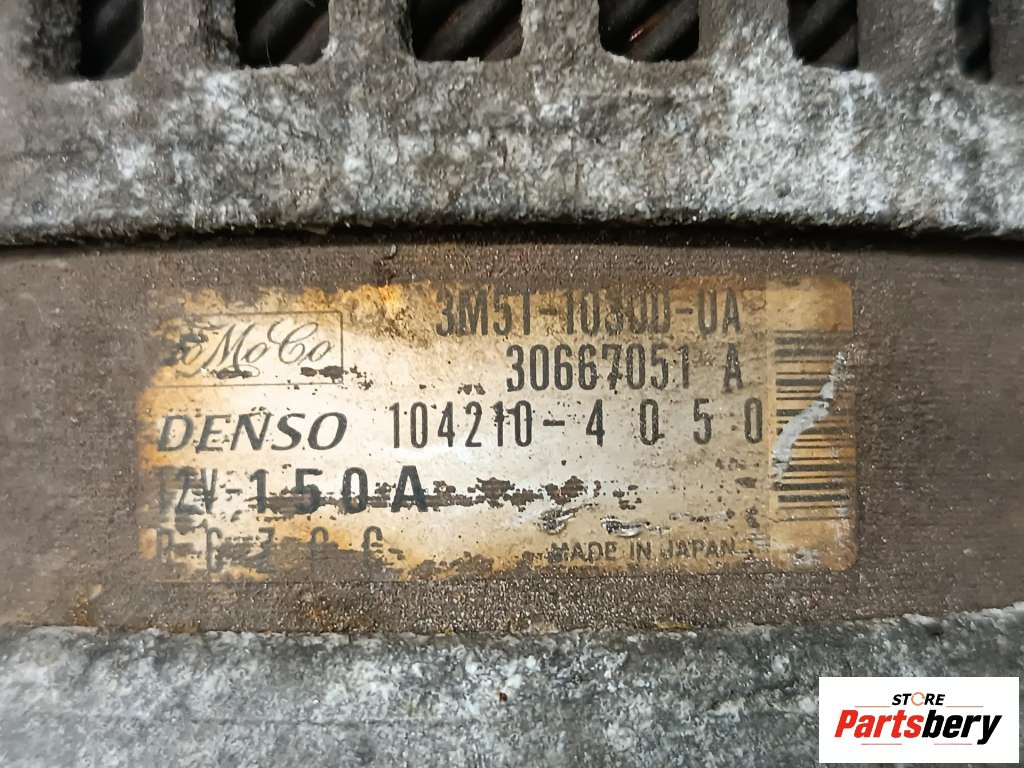 3M5T-10300-UA
30667051 A
FoMoCo
DENSO 104210-4050
12V-150A
MADE IN JAPAN
STORE
Partsbery